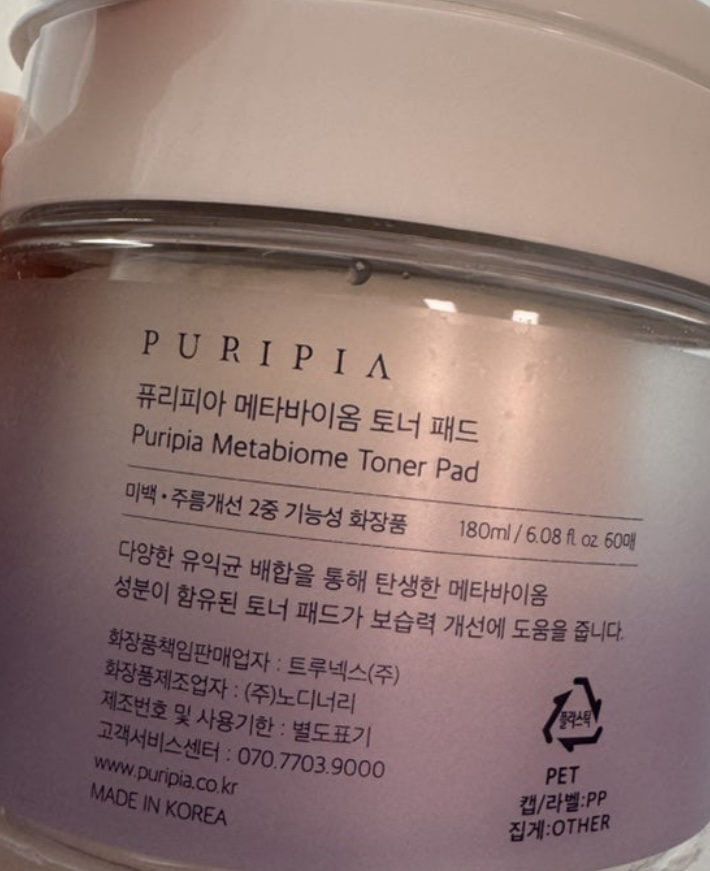 PURIPIA
퓨리피아 메타바이옴 토너 패드
Puripia Metabiome Toner Pad
미백·주름개선 2중 기능성 화장품 180ml / 6.08 fl. oz. 60매
다양한 유익균 배합을 통해 탄생한 메타바이옴
성분이 함유된 토너 패드가 보습력 개선에 도움을 줍니다.
화장품책임판매업자 : 트루넥스(주)
화장품제조업자 : (주)노디너리
제조번호 및 사용기한 : 별도표기
고객서비스센터 : 070.7703.9000
www.puripia.co.kr
MADE IN KOREA
플라스틱
PET
캡/라벨:PP
집게:OTHER